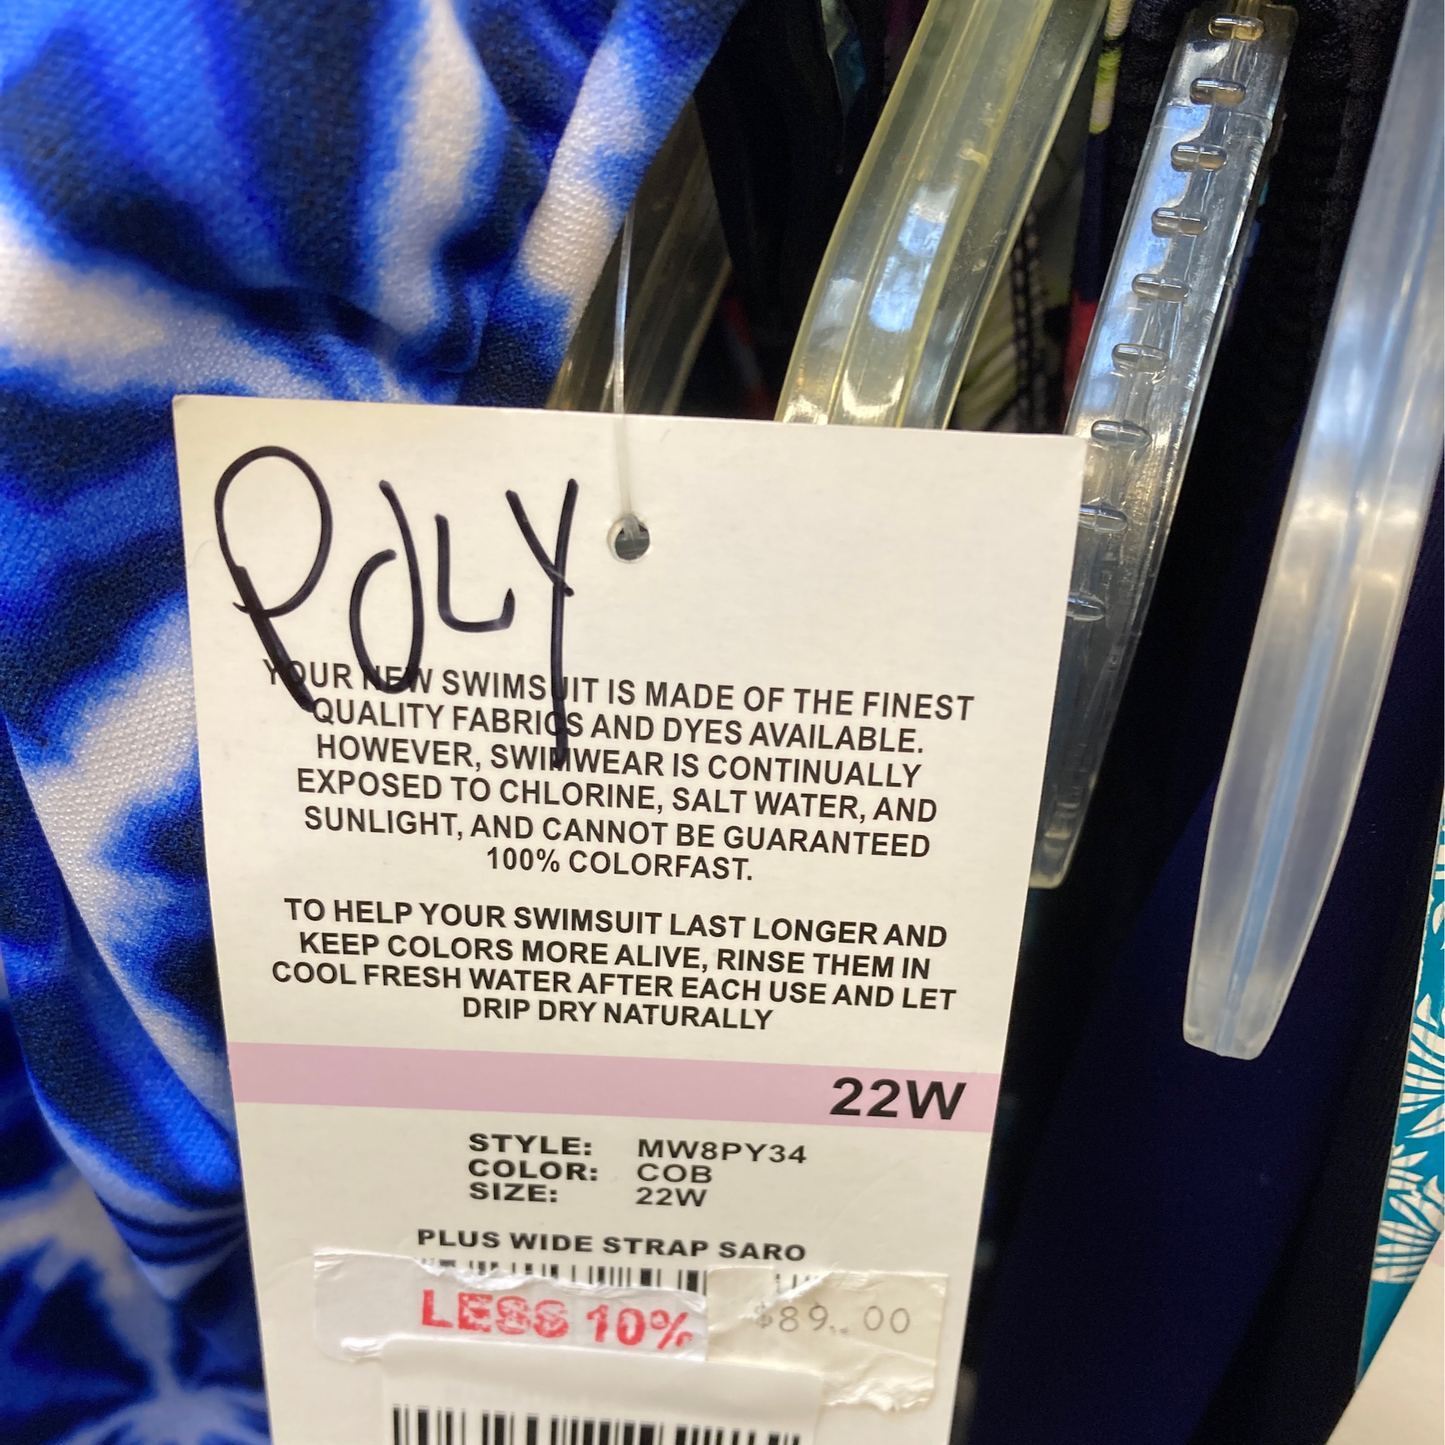 POLY
YOUR NEW SWIMSUIT IS MADE OF THE FINEST
QUALITY FABRICS AND DYES AVAILABLE.
HOWEVER, SWIMWEAR IS CONTINUALLY
EXPOSED TO CHLORINE, SALT WATER, AND
SUNLIGHT, AND CANNOT BE GUARANTEED
100% COLORFAST.
TO HELP YOUR SWIMSUIT LAST LONGER AND
KEEP COLORS MORE ALIVE, RINSE THEM IN
COOL FRESH WATER AFTER EACH USE AND LET
DRIP DRY NATURALLY
22W
STYLE: MW8PY34
COLOR: COB
SIZE: 22W
PLUS WIDE STRAP SARO
LESS 10% $89.00